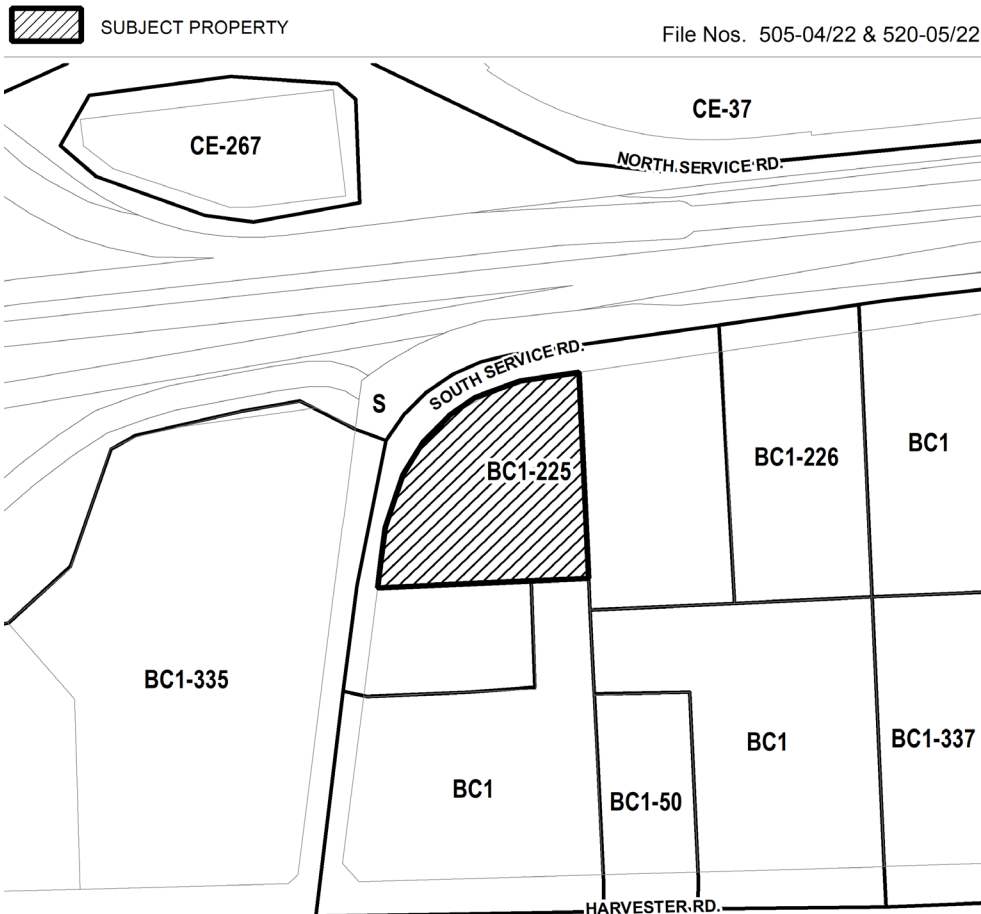 SUBJECT PROPERTY
File Nos. 505-04/22 & 520-05/22
CE-37
CE-267
NORTH SERVICE RD.
SOUTH SERVICE RD.
S
BC1-225
BC1-226
BC1
BC1-335
BC1
BC1-337
BC1
BC1-50
HARVESTER RD.